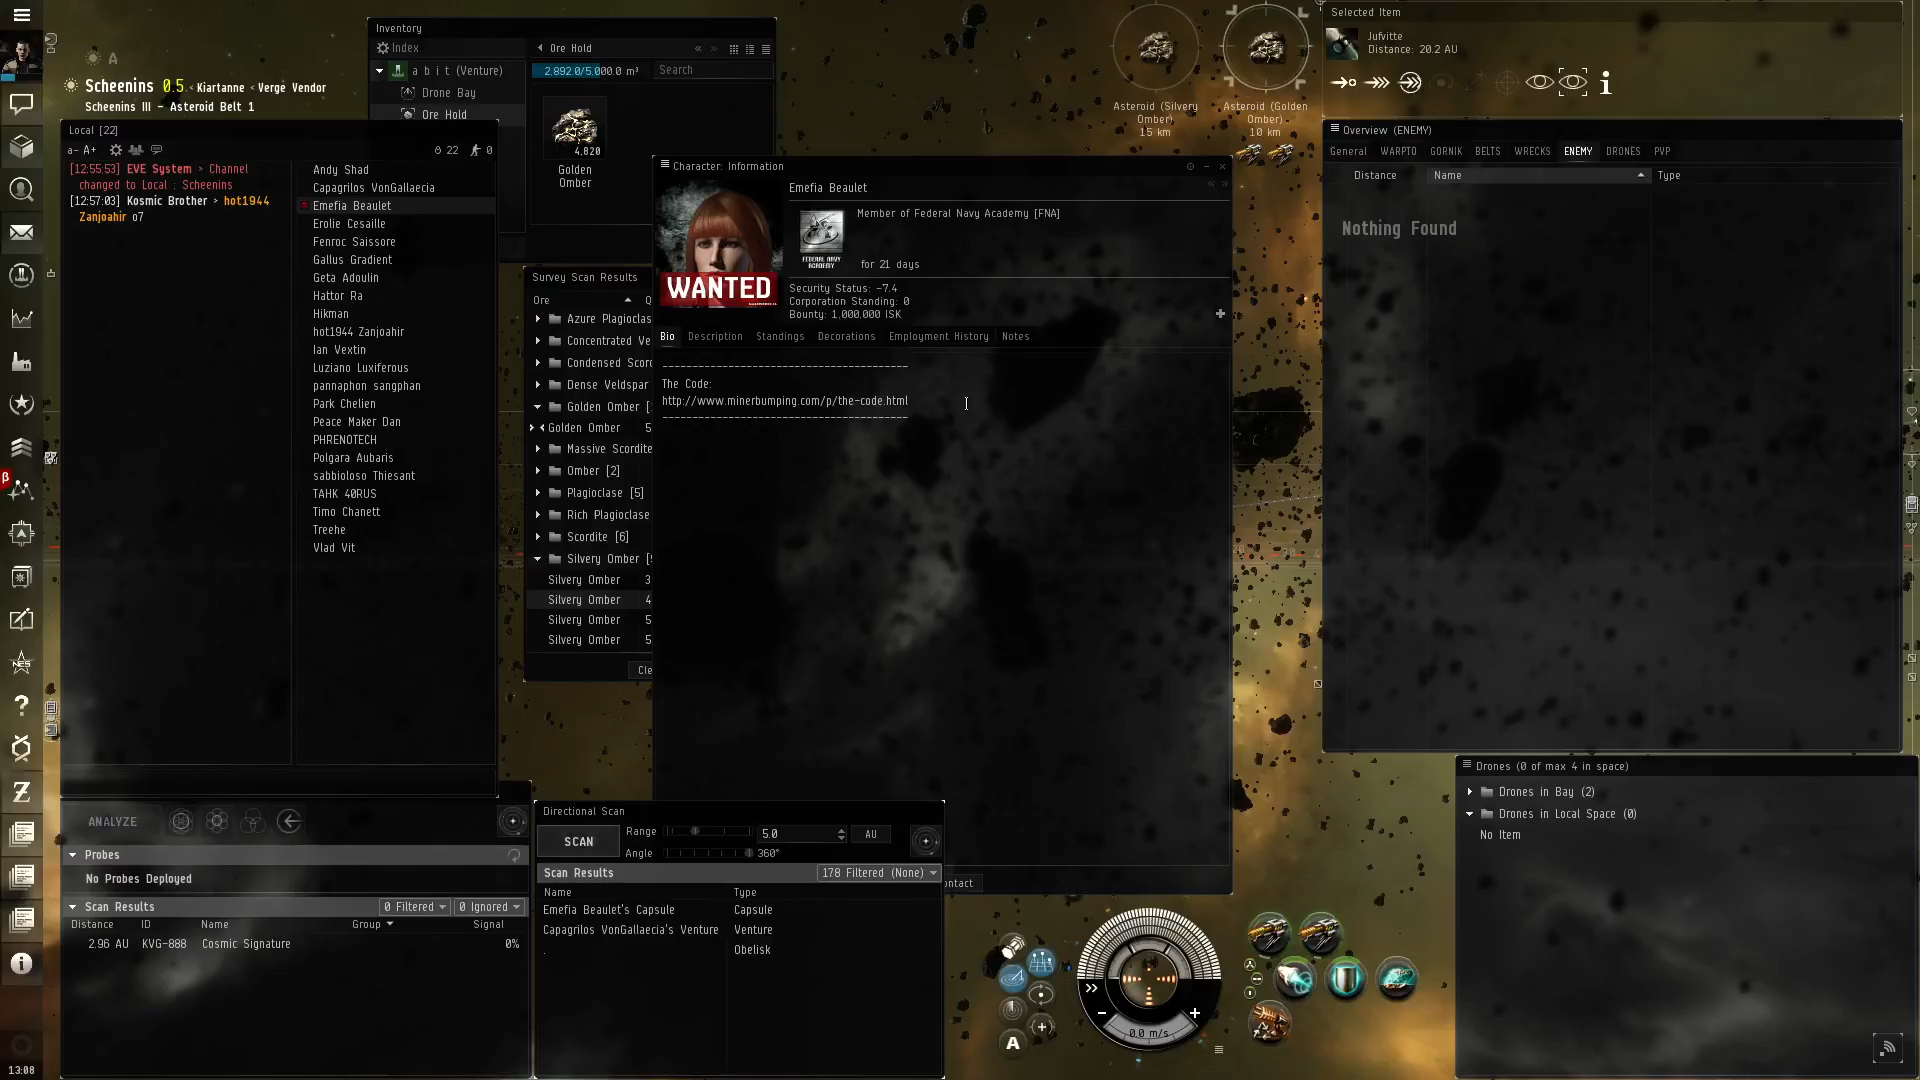 Scheenins 0.5 < Kiartanne < Verge Vendor
Scheenins III - Asteroid Belt 1
Local [22]
a- A+
22
0
[12:55:53] EVE System > Channel
changed to Local : Scheenins
[12:57:03] Kosmic Brother > hot1944
Zanjoahir o7
Andy Shad
Capagrilos VonGallaecia
Emefia Beaulet
Erolie Cesaille
Fenroc Saissore
Gallus Gradient
Geta Adoulin
Hattor Ra
Hikman
hot1944 Zanjoahir
Ian Vextin
Luziano Luxiferous
pannaphon sangphan
Park Chelien
Peace Maker Dan
PHRENOTECH
Polgara Aubaris
sabbioloso Thiesant
TAHK 40RUS
Timo Chanett
Treehe
Vlad Vit
Inventory
Index
a b i t (Venture)
Drone Bay
Ore Hold
Ore Hold
2,892.0/5,000.0 m³
Search
4,820
Golden
Omber
Survey Scan Results
Ore
Q
Azure Plagioclas
Concentrated Ve
Condensed Scor
Dense Veldspar
Golden Omber [
Golden Omber 5
Massive Scordite
Omber [2]
Plagioclase [5]
Rich Plagioclase
Scordite [6]
Silvery Omber [
Silvery Omber 3
Silvery Omber 4
Silvery Omber 5
Silvery Omber 5
Cle
Character: Information
Emefia Beaulet
Member of Federal Navy Academy [FNA]
FEDERAL NAVY
ACADEMY
for 21 days
WANTED
Security Status: -7.4
Corporation Standing: 0
Bounty: 1,000,000 ISK
Bio Description Standings Decorations Employment History Notes
-----------------------------------------
The Code:
http://www.minerbumping.com/p/the-code.html
-----------------------------------------
ontact
Asteroid (Silvery
Omber)
15 km
Asteroid (Golden
Omber)
10 km
Selected Item
Jufvitte
Distance: 20.2 AU
Overview (ENEMY)
General WARPTO GORNIK BELTS WRECKS ENEMY DRONES PVP
Distance Name Type
Nothing Found
Drones (0 of max 4 in space)
Drones in Bay (2)
Drones in Local Space (0)
No Item
ANALYZE
Probes
No Probes Deployed
Scan Results 0 Filtered 0 Ignored
Distance ID Name Group Signal
2.96 AU KVG-888 Cosmic Signature 0%
Directional Scan
SCAN
Range 5.0 AU
Angle 360°
Scan Results 178 Filtered (None)
Name Type
Emefia Beaulet's Capsule Capsule
Capagrilos VonGallaecia's Venture Venture
. Obelisk
0.0 m/s
A
β
NES
13:08